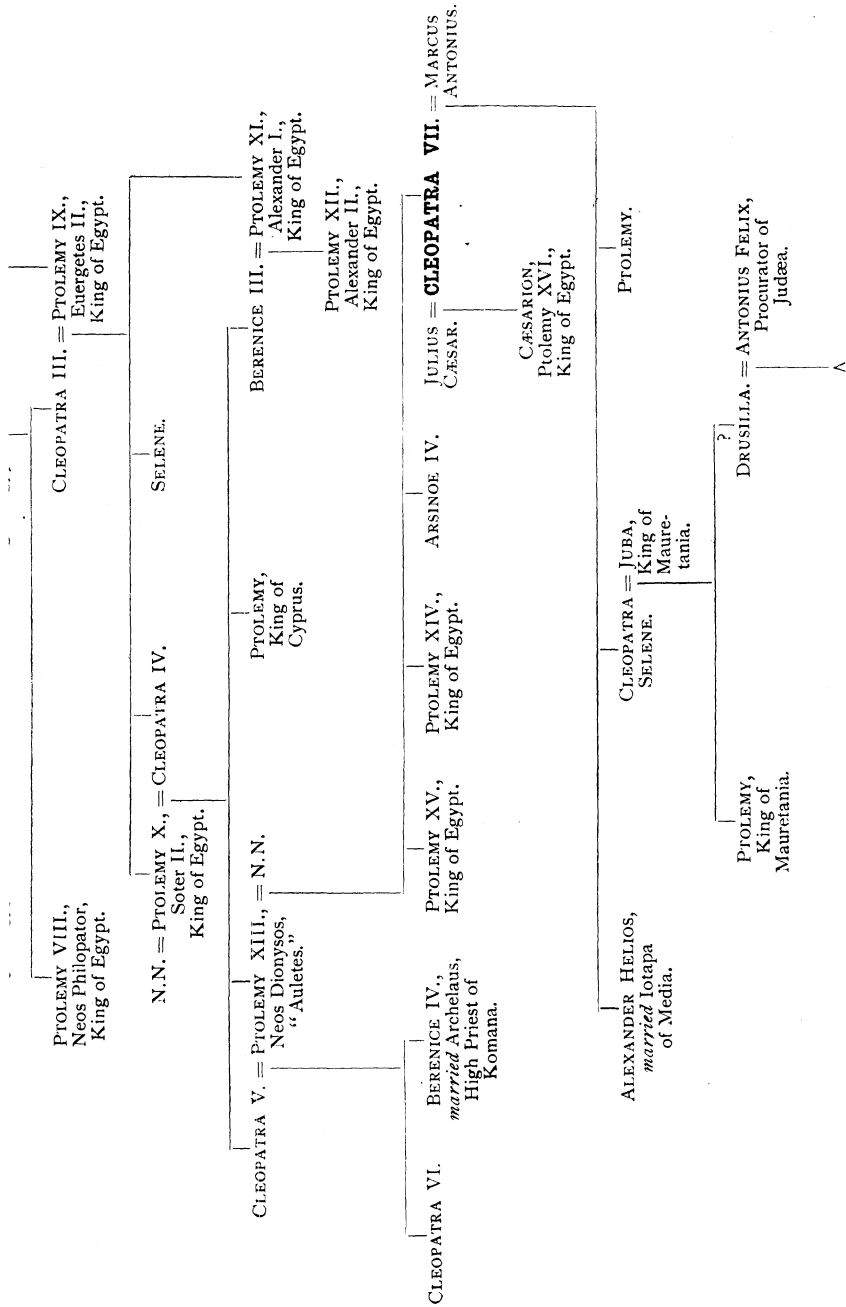 PTOLEMY VIII.,
Neos Philopator,
King of Egypt.
CLEOPATRA III. = PTOLEMY IX.,
Euergetes II.,
King of Egypt.
N.N. = PTOLEMY X., = CLEOPATRA IV.
Soter II.,
King of Egypt.
SELENE.
CLEOPATRA V. = PTOLEMY XIII., = N.N.
Neos Dionysos,
“Auletes.”
PTOLEMY,
King of
Cyprus.
BERENICE III. = PTOLEMY XI.,
Alexander I.,
King of Egypt.
PTOLEMY XII.,
Alexander II.,
King of Egypt.
CLEOPATRA VI.
BERENICE IV.,
married Archelaus,
High Priest of
Komana.
PTOLEMY XV.,
King of Egypt.
PTOLEMY XIV.,
King of Egypt.
ARSINOE IV.
JULIUS = CLEOPATRA VII. = MARCUS
CÆSAR.
ANTONIUS.
CÆSARION,
Ptolemy XVI.,
King of Egypt.
ALEXANDER HELIOS,
married Iotapa
of Media.
CLEOPATRA = JUBA,
SELENE.
King of
Maure-
tania.
PTOLEMY.
PTOLEMY,
King of
Mauretania.
?
DRUSILLA. = ANTONIUS FELIX,
Procurator of
Judæa.